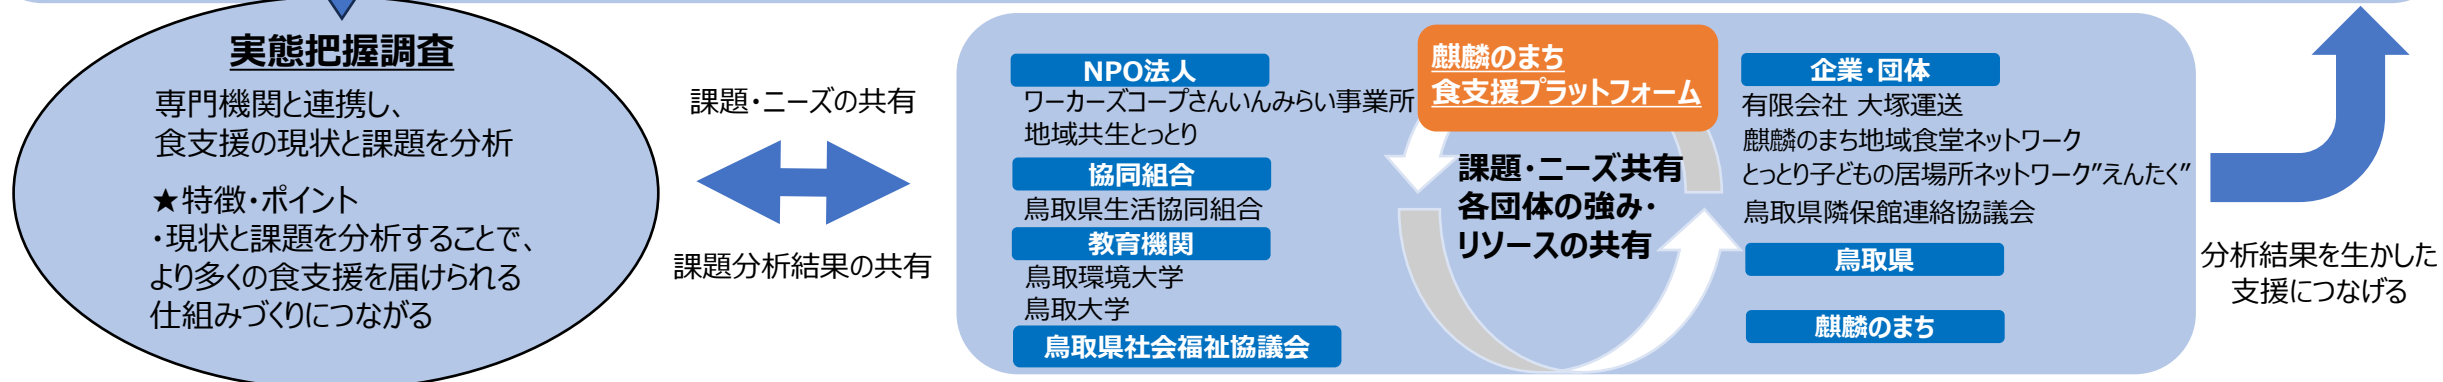 実態把握調査
専門機関と連携し、
食支援の現状と課題を分析
★特徴・ポイント
・現状と課題を分析することで、
より多くの食支援を届けられる
仕組みづくりにつながる
課題・ニーズの共有
課題分析結果の共有
NPO法人
ワーカーズコープさんいんみらい事業所
地域共生とっとり
協同組合
鳥取県生活協同組合
教育機関
鳥取環境大学
鳥取大学
鳥取県社会福祉協議会
麒麟のまち
食支援プラットフォーム
課題・ニーズ共有
各団体の強み・
リソースの共有
企業・団体
有限会社 大塚運送
麒麟のまち地域食堂ネットワーク
とっとり子どもの居場所ネットワーク”えんたく”
鳥取県隣保館連絡協議会
鳥取県
麒麟のまち
分析結果を生かした
支援につなげる